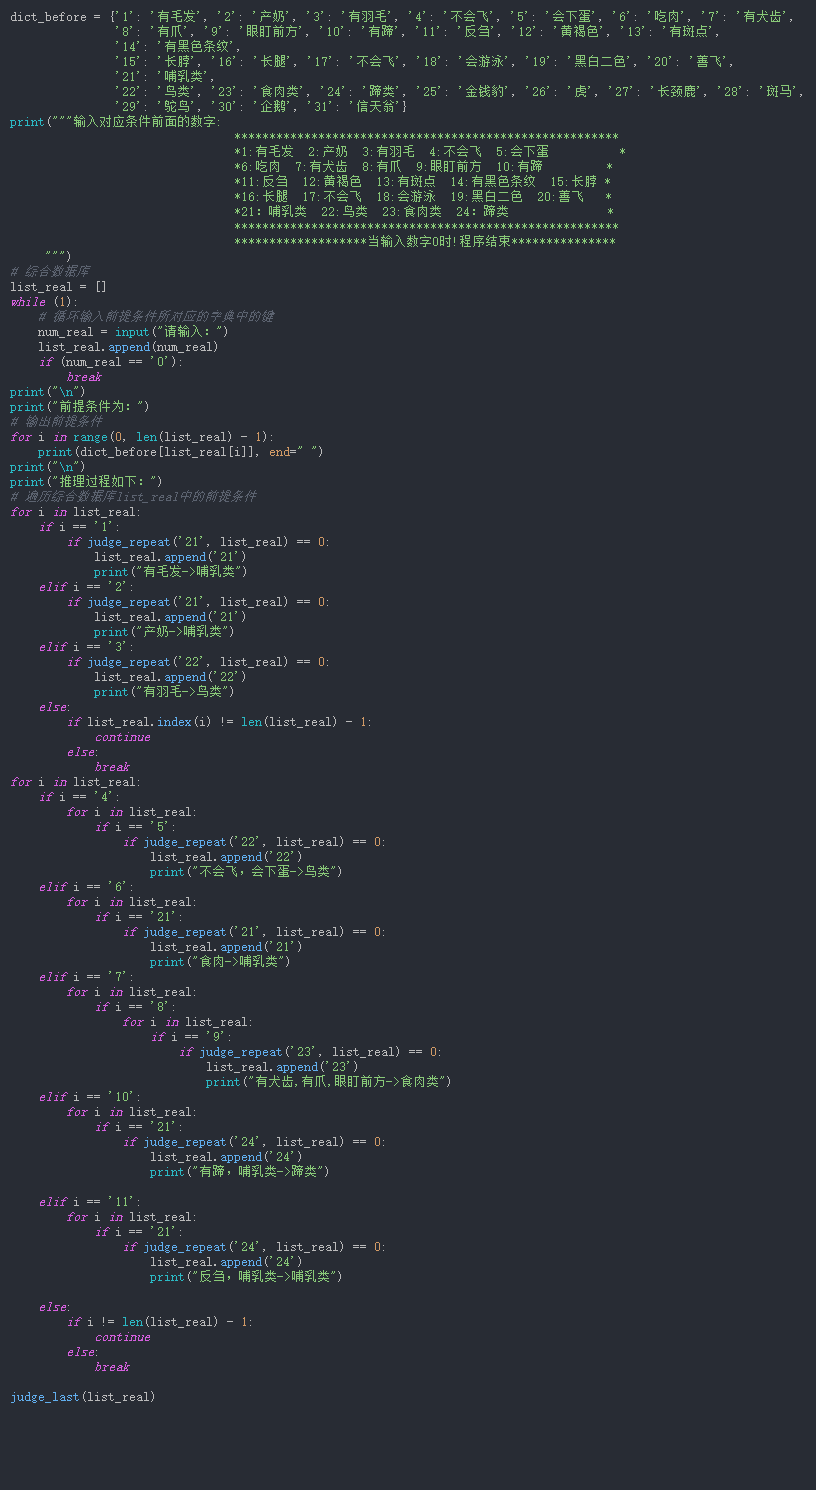 dict_before = {'1': '有毛发', '2': '产奶', '3': '有羽毛', '4': '不会飞', '5': '会下蛋', '6': '吃肉', '7': '有犬齿',
'8': '有爪', '9': '眼盯前方', '10': '有蹄', '11': '反刍', '12': '黄褐色', '13': '有斑点',
'14': '有黑色条纹',
'15': '长脖', '16': '长腿', '17': '不会飞', '18': '会游泳', '19': '黑白二色', '20': '善飞',
'21': '哺乳类',
'22': '鸟类', '23': '食肉类', '24': '蹄类', '25': '金钱豹', '26': '虎', '27': '长颈鹿', '28': '斑马',
'29': '鸵鸟', '30': '企鹅', '31': '信天翁'}
print("""输入对应条件前面的数字:
*******************************************************
*1:有毛发  2:产奶  3:有羽毛  4:不会飞  5:会下蛋          *
*6:吃肉  7:有犬齿  8:有爪  9:眼盯前方  10:有蹄         *
*11:反刍  12:黄褐色  13:有斑点  14:有黑色条纹  15:长脖 *
*16:长腿  17:不会飞  18:会游泳  19:黑白二色  20:善飞   *
*21：哺乳类  22:鸟类  23:食肉类  24：蹄类              *
*******************************************************
*******************当输入数字0时!程序结束***************
""")
# 综合数据库
list_real = []
while (1):
# 循环输入前提条件所对应的字典中的键
num_real = input("请输入：")
list_real.append(num_real)
if (num_real == '0'):
break
print("\n")
print("前提条件为：")
# 输出前提条件
for i in range(0, len(list_real) - 1):
print(dict_before[list_real[i]], end=" ")
print("\n")
print("推理过程如下：")
# 遍历综合数据库list_real中的前提条件
for i in list_real:
if i == '1':
if judge_repeat('21', list_real) == 0:
list_real.append('21')
print("有毛发->哺乳类")
elif i == '2':
if judge_repeat('21', list_real) == 0:
list_real.append('21')
print("产奶->哺乳类")
elif i == '3':
if judge_repeat('22', list_real) == 0:
list_real.append('22')
print("有羽毛->鸟类")
else:
if list_real.index(i) != len(list_real) - 1:
continue
else:
break
for i in list_real:
if i == '4':
for i in list_real:
if i == '5':
if judge_repeat('22', list_real) == 0:
list_real.append('22')
print("不会飞，会下蛋->鸟类")
elif i == '6':
for i in list_real:
if i == '21':
if judge_repeat('21', list_real) == 0:
list_real.append('21')
print("食肉->哺乳类")
elif i == '7':
for i in list_real:
if i == '8':
for i in list_real:
if i == '9':
if judge_repeat('23', list_real) == 0:
list_real.append('23')
print("有犬齿,有爪,眼盯前方->食肉类")
elif i == '10':
for i in list_real:
if i == '21':
if judge_repeat('24', list_real) == 0:
list_real.append('24')
print("有蹄，哺乳类->蹄类")
elif i == '11':
for i in list_real:
if i == '21':
if judge_repeat('24', list_real) == 0:
list_real.append('24')
print("反刍，哺乳类->哺乳类")
else:
if i != len(list_real) - 1:
continue
else:
break
judge_last(list_real)